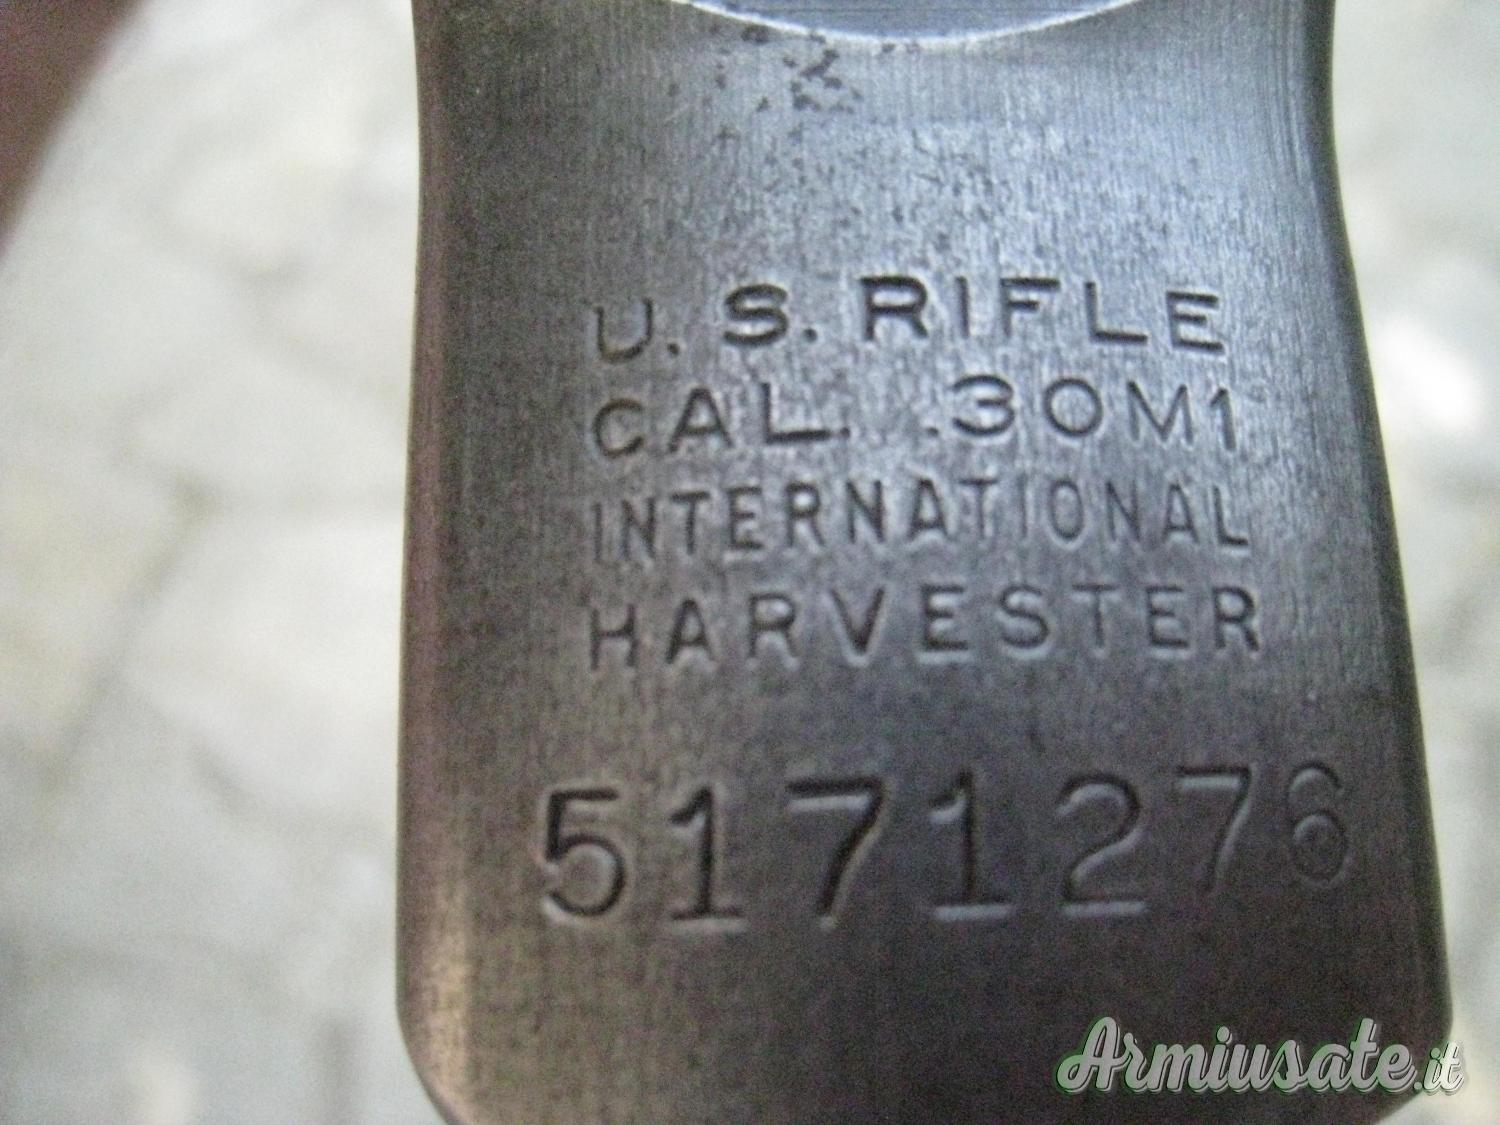 U. S. RIFLE
CAL. .30M1
INTERNATIONAL
HARVESTER
5171276
Armiusate.it